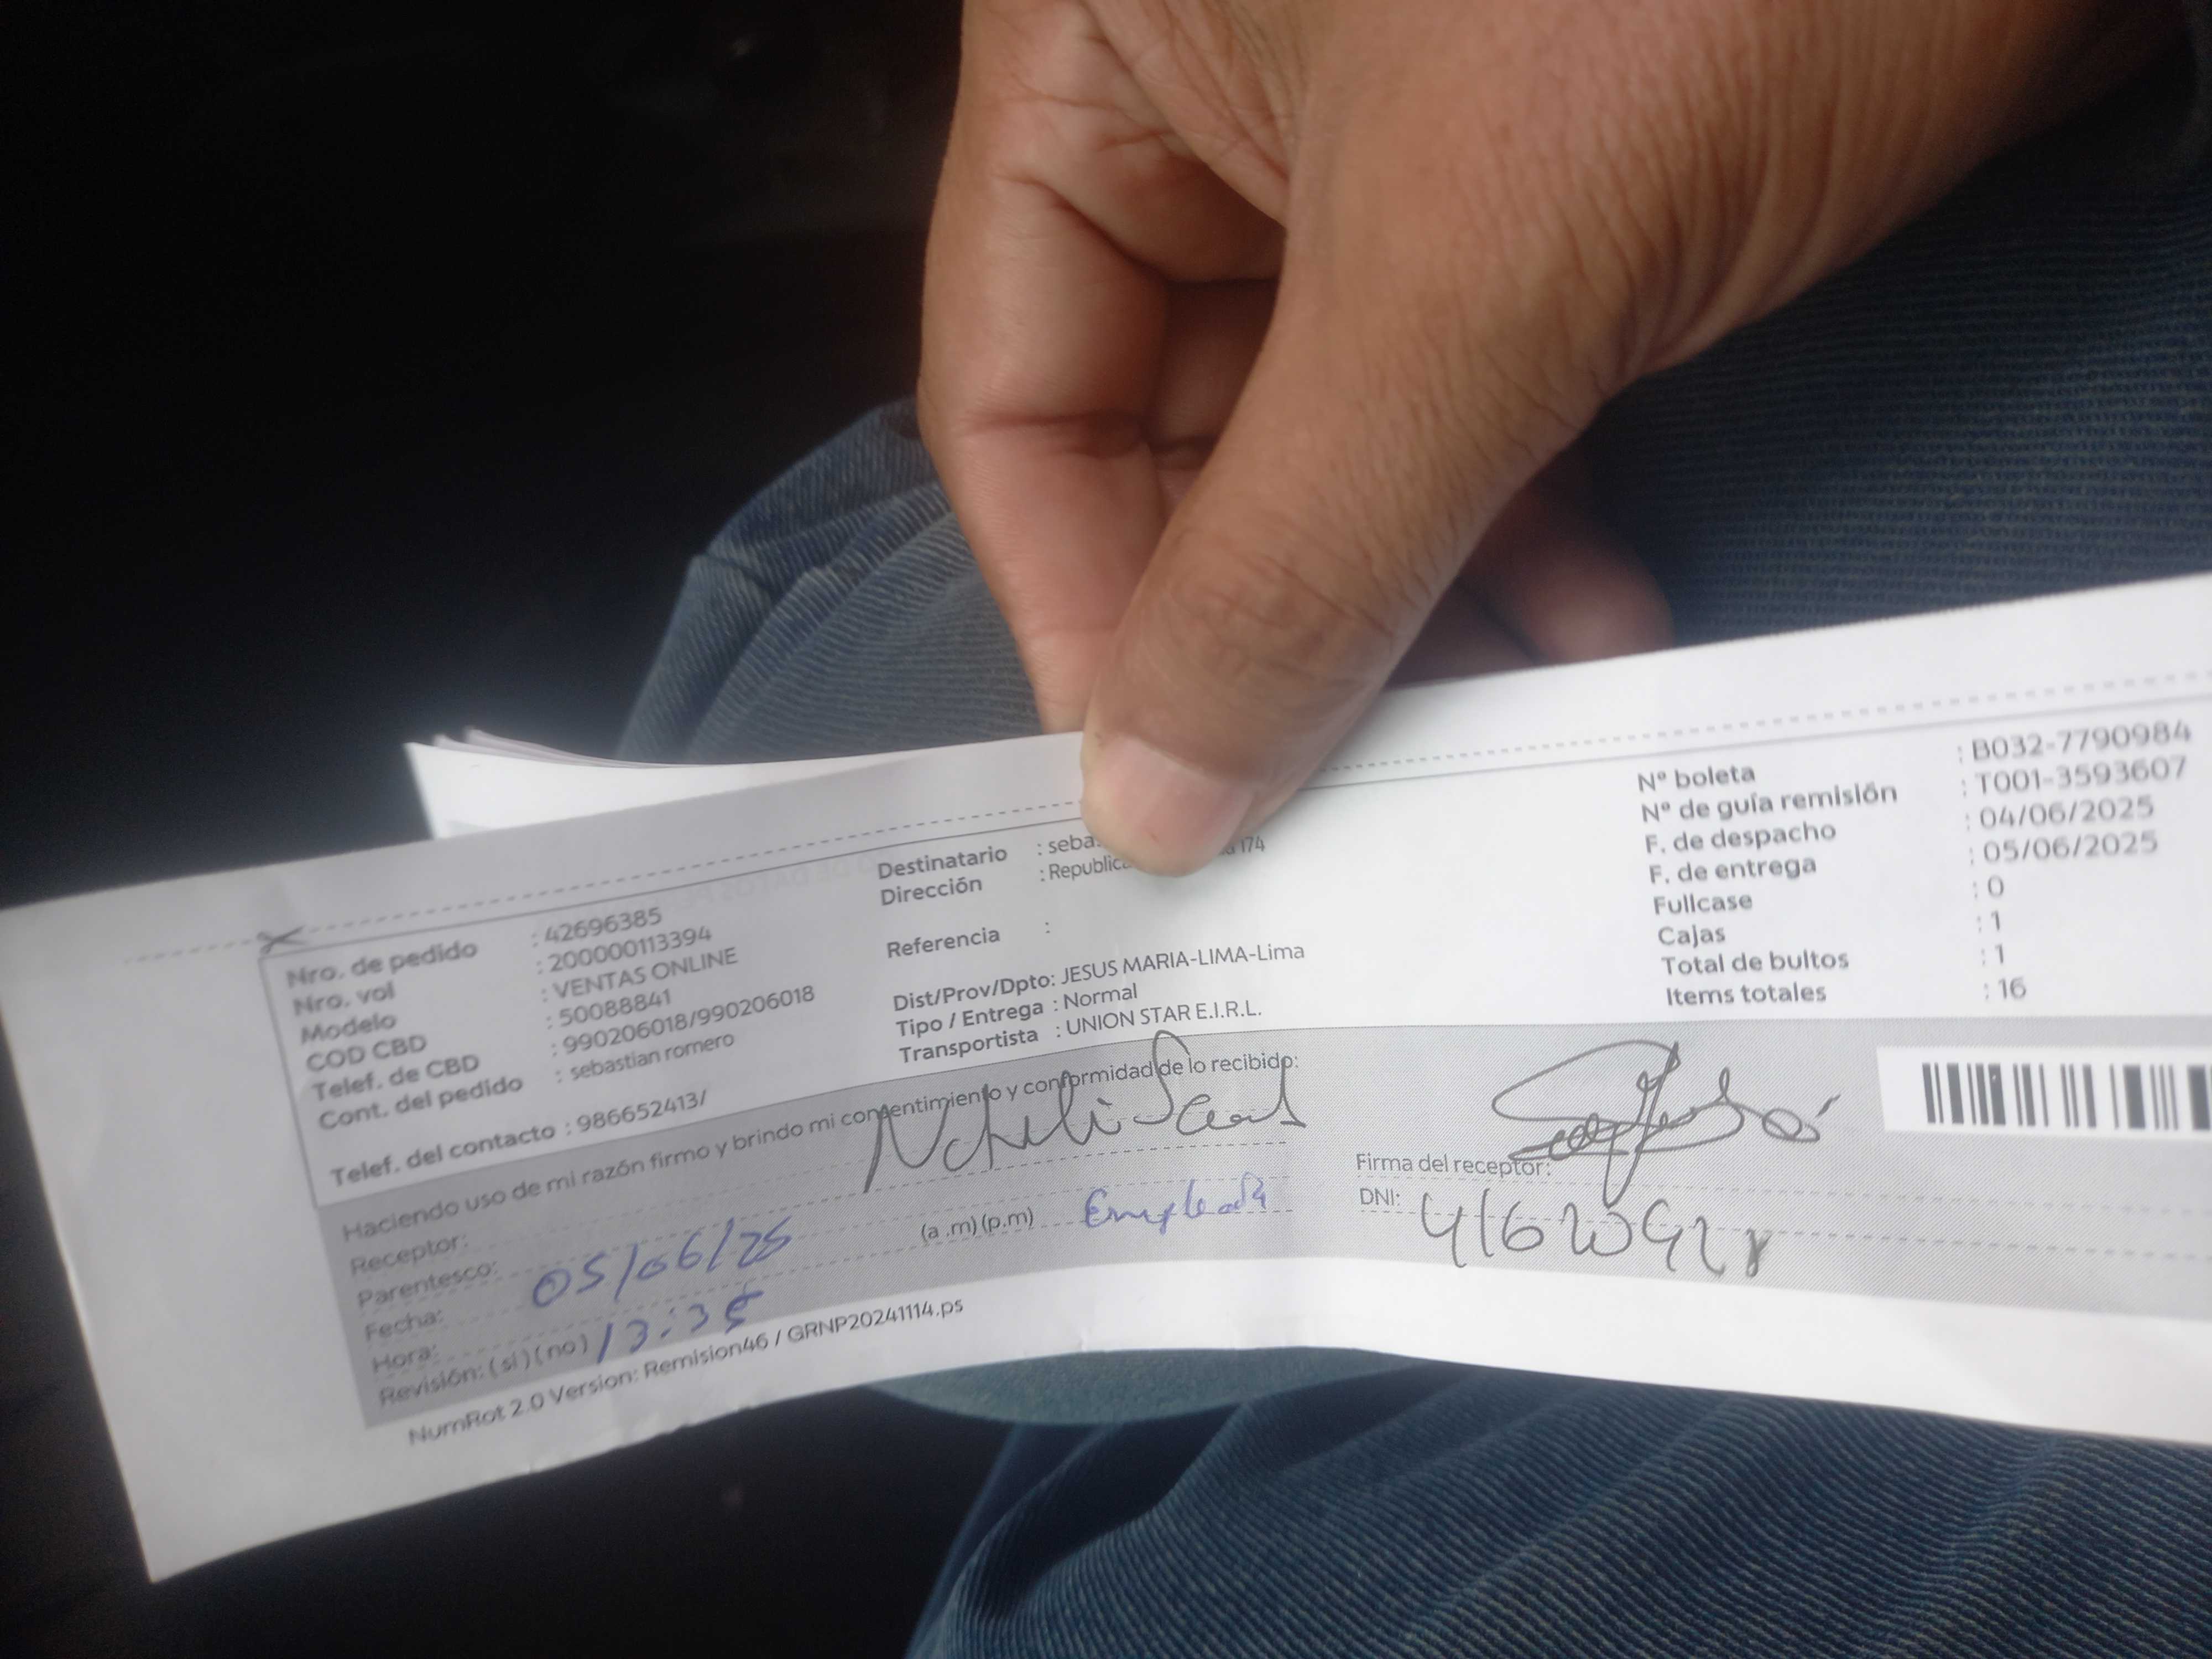 Nro. de pedido : 42696385
Nro. vol : 200000113394
Modelo : VENTAS ONLINE
COD CBD : 50088841
Telef. de CBD : 990206018/990206018
Cont. del pedido : sebastian romero
Telef. del contacto : 986652413/
Destinatario : seba
Dirección : Republic 174
Referencia :
Dist/Prov/Dpto: JESUS MARIA-LIMA-Lima
Tipo / Entrega : Normal
Transportista : UNION STAR E.I.R.L.
Nº boleta : B032-7790984
Nº de guía remisión : T001-3593607
F. de despacho : 04/06/2025
F. de entrega : 05/06/2025
Fullcase : 0
Cajas : 1
Total de bultos : 1
Items totales : 16
Haciendo uso de mi razón firmo y brindo mi consentimiento y conformidad de lo recibido:
Receptor:
Parentesco: Empleada
Fecha: 05/06/25
Hora: 13:35 (a .m) (p.m)
Revisión: (si) (no)
Firma del receptor:
DNI:
NumRot 2.0 Version: Remision46 / GRNP20241114.ps